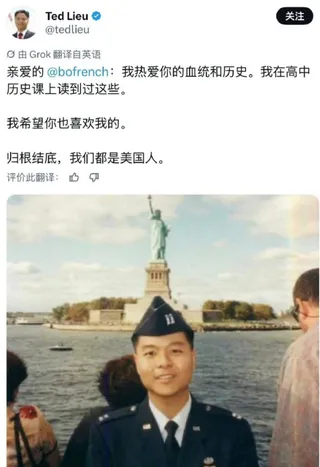 Ted Lieu
@tedlieu
关注
由 Grok 翻译自英语
亲爱的 @bofrench：我热爱你的血统和历史。我在高中
历史课上读到过这些。
我希望你也喜欢我的。
归根结底，我们都是美国人。
评价此翻译：